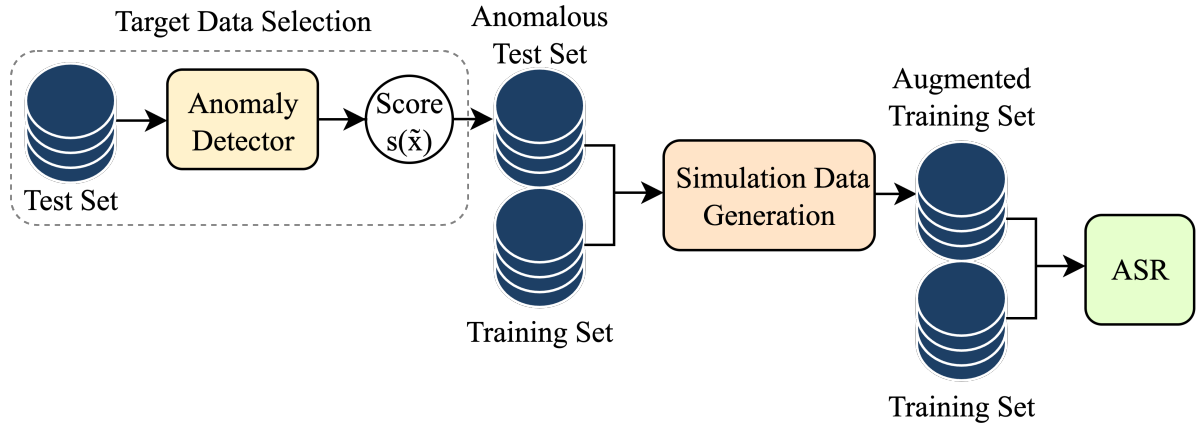 Target Data Selection
Test Set
Anomaly
Detector
Score
s(x̃)
Anomalous
Test Set
Training Set
Simulation Data
Generation
Augmented
Training Set
Training Set
ASR